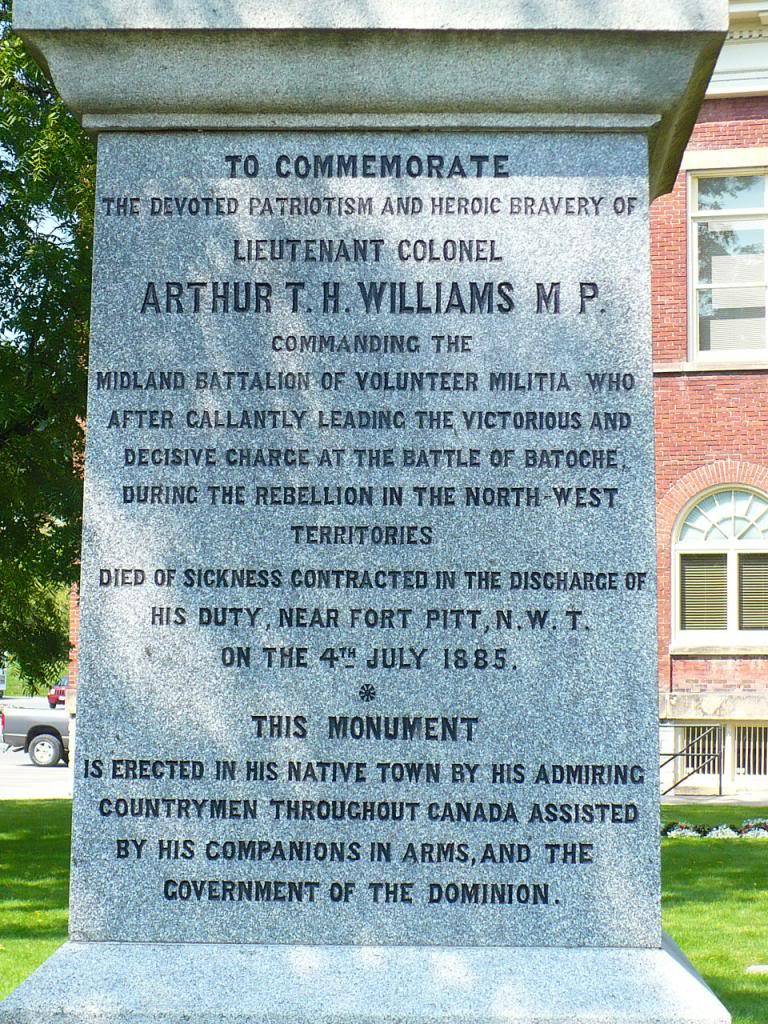 TO COMMEMORATE
THE DEVOTED PATRIOTISM AND HEROIC BRAVERY OF
LIEUTENANT COLONEL
ARTHUR T. H. WILLIAMS M P.
COMMANDING THE
MIDLAND BATTALION OF VOLUNTEER MILITIA WHO
AFTER GALLANTLY LEADING THE VICTORIOUS AND
DECISIVE CHARGE AT THE BATTLE OF BATOCHE,
DURING THE REBELLION IN THE NORTH-WEST
TERRITORIES
DIED OF SICKNESS CONTRACTED IN THE DISCHARGE OF
HIS DUTY, NEAR FORT PITT, N. W. T.
ON THE 4TH JULY 1885.
THIS MONUMENT
IS ERECTED IN HIS NATIVE TOWN BY HIS ADMIRING
COUNTRYMEN THROUGHOUT CANADA ASSISTED
BY HIS COMPANIONS IN ARMS, AND THE
GOVERNMENT OF THE DOMINION.